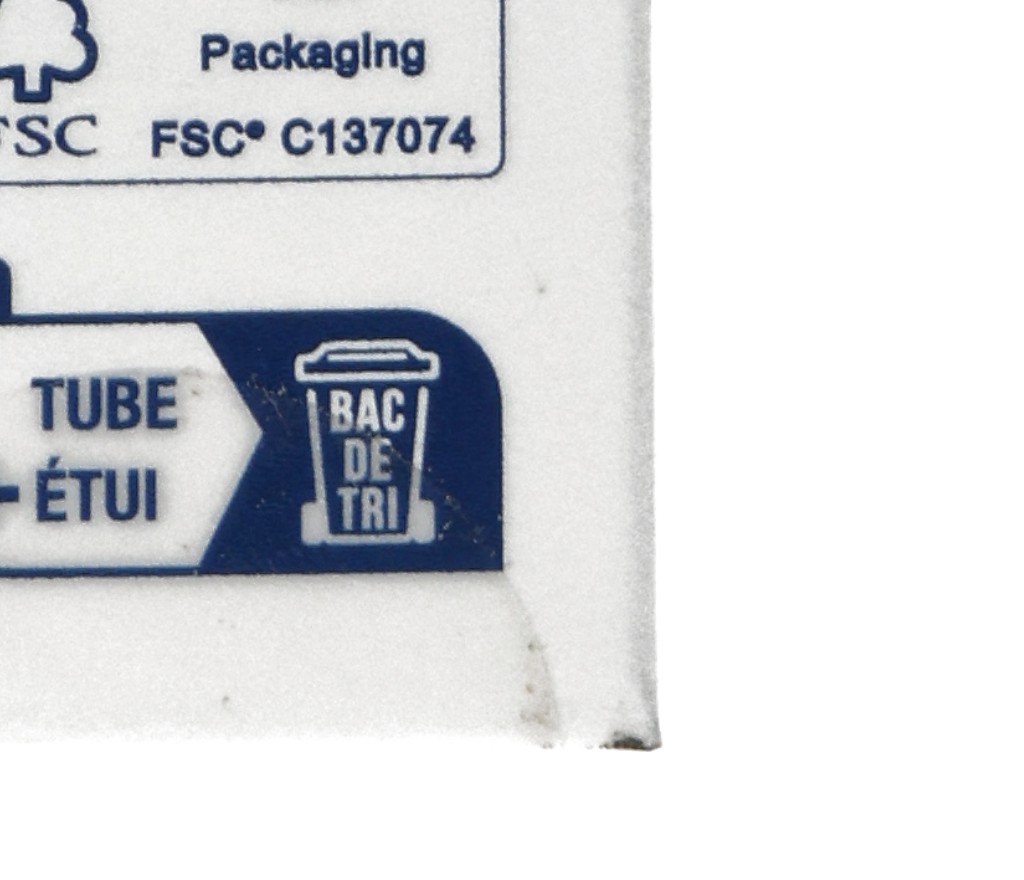 Packaging
FSC
FSC® C137074
TUBE
ÉTUI
BAC
DE
TRI